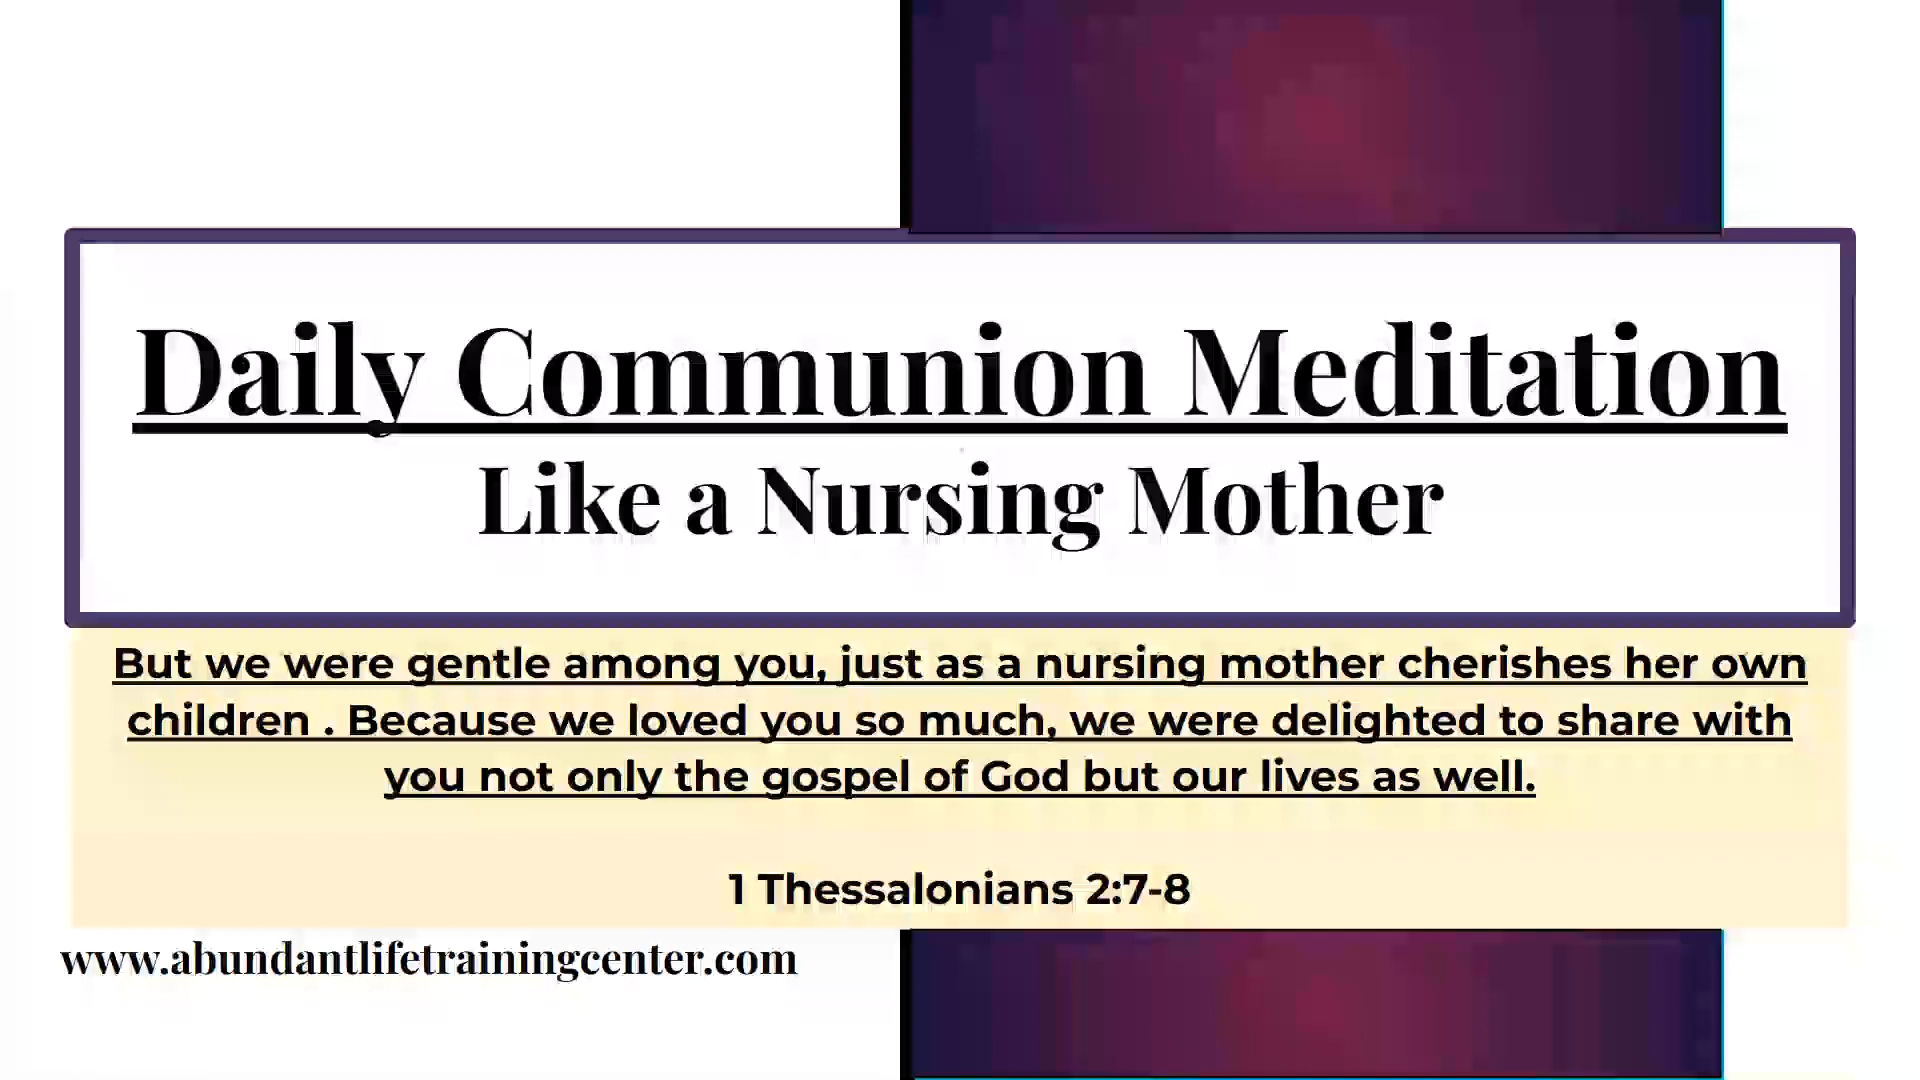 Daily Communion Meditation
Like a Nursing Mother
But we were gentle among you, just as a nursing mother cherishes her own
children . Because we loved you so much, we were delighted to share with
you not only the gospel of God but our lives as well.
1 Thessalonians 2:7-8
www.abundantlifetrainingcenter.com